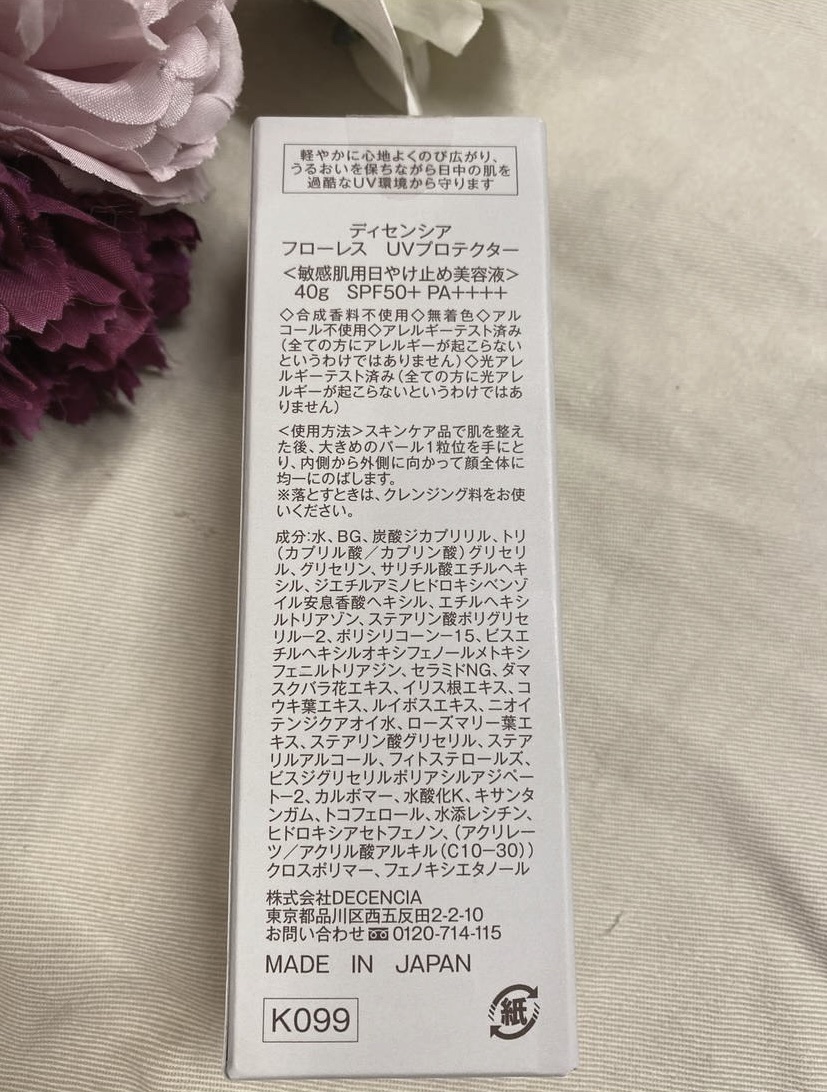 軽やかに心地よくのび広がり、
うるおいを保ちながら日中の肌を
過酷なUV環境から守ります
ディセンシア
フローレス　UVプロテクター
＜敏感肌用日やけ止め美容液＞
40g　SPF50+ PA++++
◇合成香料不使用◇無着色◇アル
コール不使用◇アレルギーテスト済み
（全ての方にアレルギーが起こらない
というわけではありません）◇光アレ
ルギーテスト済み（全ての方に光アレ
ルギーが起こらないというわけではあ
りません）
＜使用方法＞スキンケア品で肌を整え
た後、大きめのパール1粒位を手にと
り、内側から外側に向かって顔全体に
均一にのばします。
※落とすときは、クレンジング料をお使
いください。
成分：水、BG、炭酸ジカプリリル、トリ
（カプリル酸／カプリン酸）グリセリ
ル、グリセリン、サリチル酸エチルヘキ
シル、ジエチルアミノヒドロキシベンゾ
イル安息香酸ヘキシル、エチルヘキシ
ルトリアゾン、ステアリン酸ポリグリセ
リル-2、ポリシリコーン-15、ビスエ
チルヘキシルオキシフェノールメトキシ
フェニルトリアジン、セラミドNG、ダマ
スクバラ花エキス、イリス根エキス、コ
ウキ葉エキス、ルイボスエキス、ニオイ
テンジクアオイ水、ローズマリー葉エ
キス、ステアリン酸グリセリル、ステア
リルアルコール、フィトステロールズ、
ビスジグリセリルポリアシルアジペー
ト-2、カルボマー、水酸化K、キサンタ
ンガム、トコフェロール、水添レシチン、
ヒドロキシアセトフェノン、（アクリレー
ツ／アクリル酸アルキル（C10-30））
クロスポリマー、フェノキシエタノール
株式会社DECENCIA
東京都品川区西五反田2-2-10
お問い合わせ 0120-714-115
MADE IN JAPAN
K099
紙